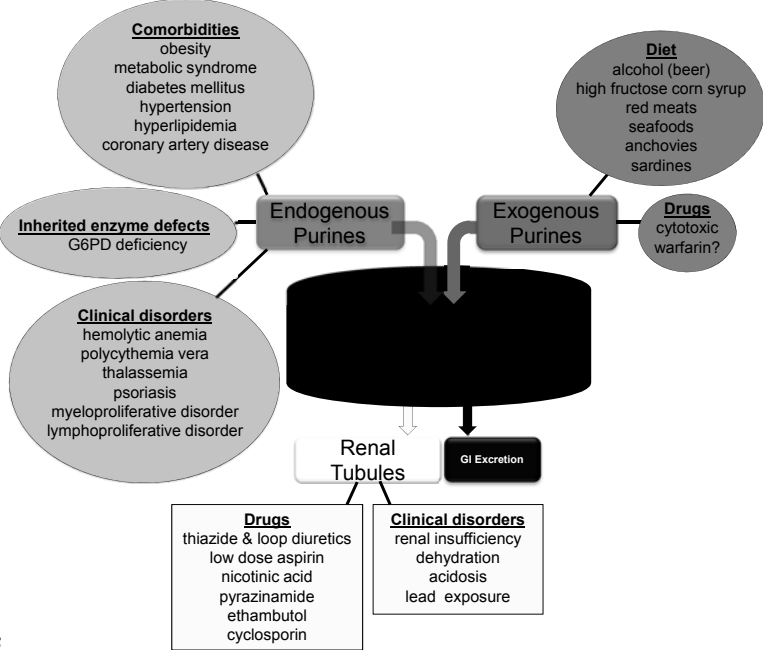 Comorbidities
obesity
metabolic syndrome
diabetes mellitus
hypertension
hyperlipidemia
coronary artery disease
Diet
alcohol (beer)
high fructose corn syrup
red meats
seafoods
anchovies
sardines
Endogenous
Purines
Exogenous
Purines
Inherited enzyme defects
G6PD deficiency
Drugs
cytotoxic
warfarin?
Clinical disorders
hemolytic anemia
polycythemia vera
thalassemia
psoriasis
myeloproliferative disorder
lymphoproliferative disorder
Renal
Tubules
GI Excretion
Drugs
thiazide & loop diuretics
low dose aspirin
nicotinic acid
pyrazinamide
ethambutol
cyclosporin
Clinical disorders
renal insufficiency
dehydration
acidosis
lead exposure